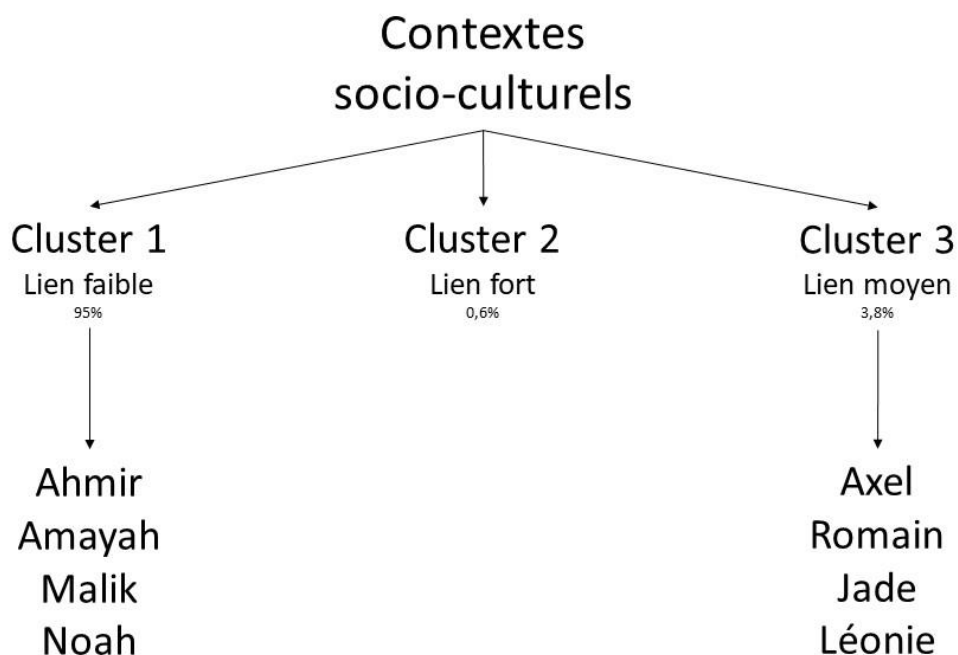 Contextes
socio-culturels
Cluster 1
Lien faible
95%
Cluster 2
Lien fort
0,6%
Cluster 3
Lien moyen
3,8%
Ahmir
Amayah
Malik
Noah
Axel
Romain
Jade
Léonie